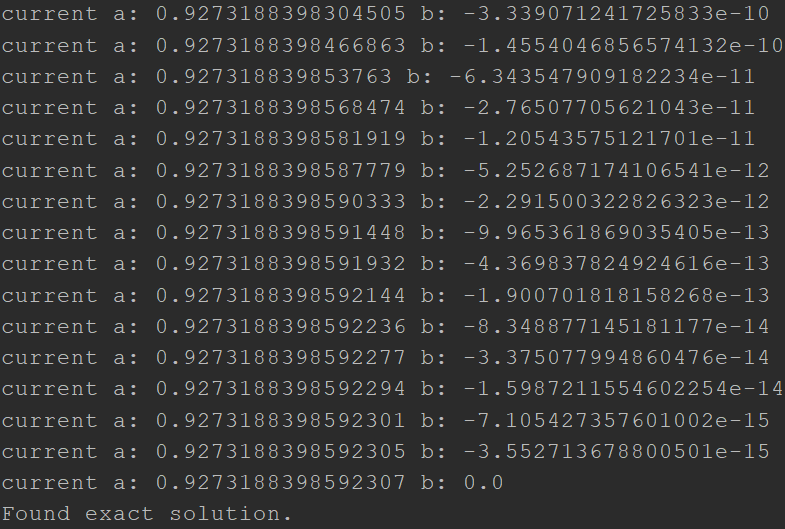 current a: 0.9273188398304505 b: -3.339071241725833e-10
current a: 0.9273188398466863 b: -1.4554046856574132e-10
current a: 0.927318839853763 b: -6.343547909182234e-11
current a: 0.9273188398568474 b: -2.76507705621043e-11
current a: 0.9273188398581919 b: -1.20543575121701e-11
current a: 0.9273188398587779 b: -5.252687174106541e-12
current a: 0.9273188398590333 b: -2.291500322826323e-12
current a: 0.9273188398591448 b: -9.965361869035405e-13
current a: 0.9273188398591932 b: -4.369837824924616e-13
current a: 0.9273188398592144 b: -1.900701818158268e-13
current a: 0.9273188398592236 b: -8.348877145181177e-14
current a: 0.9273188398592277 b: -3.375077994860476e-14
current a: 0.9273188398592294 b: -1.5987211554602254e-14
current a: 0.9273188398592301 b: -7.105427357601002e-15
current a: 0.9273188398592305 b: -3.552713678800501e-15
current a: 0.9273188398592307 b: 0.0
Found exact solution.